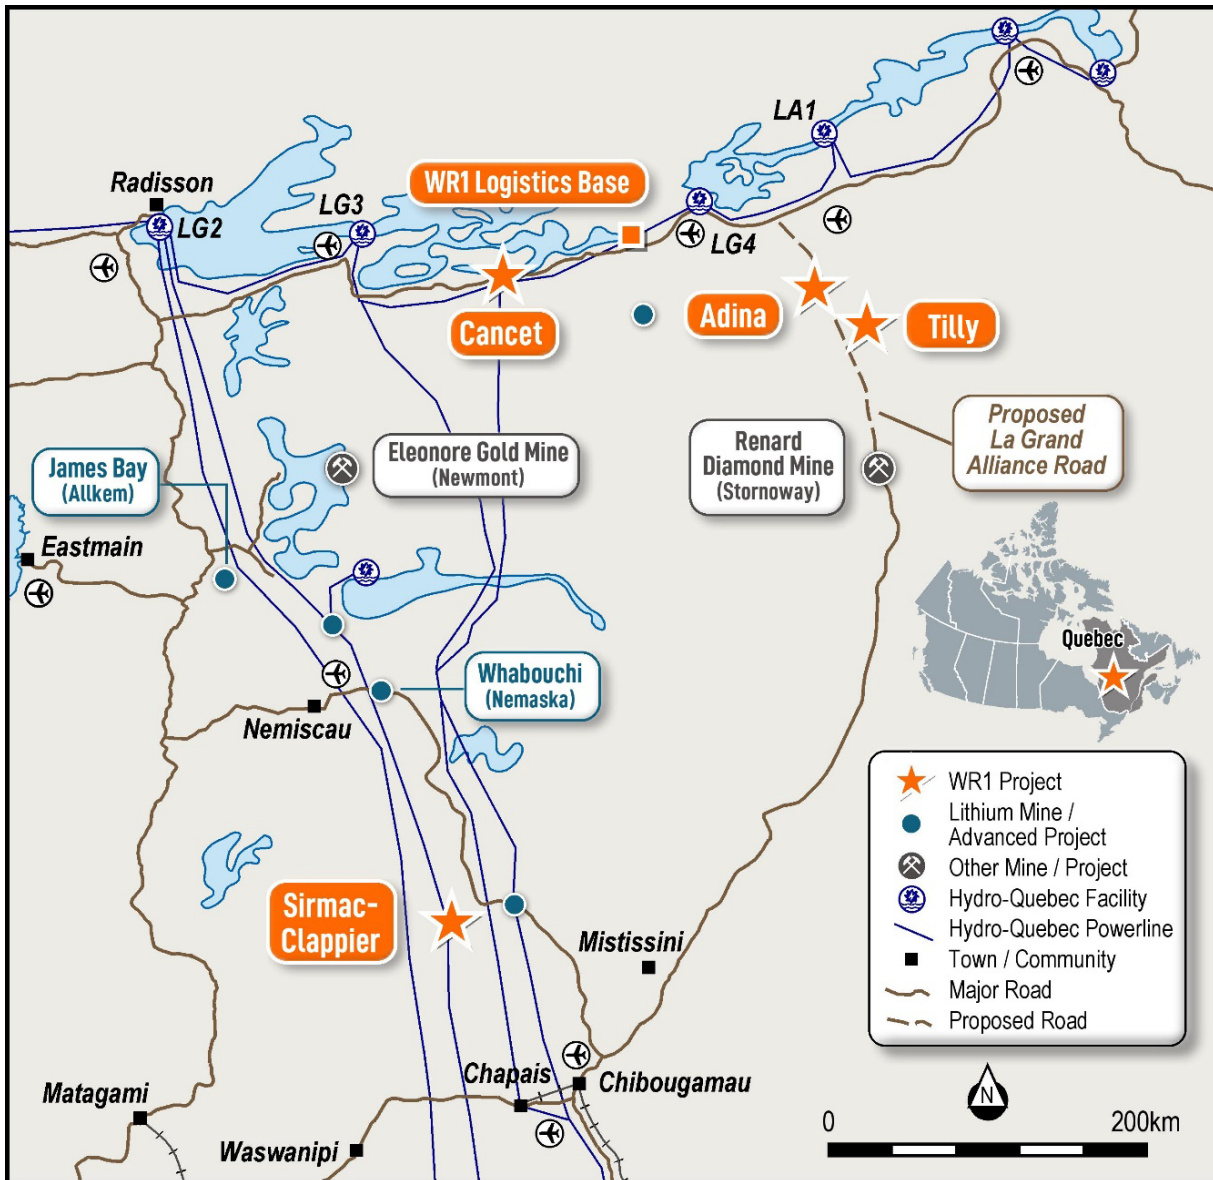 LA1
WR1 Logistics Base
Radisson
LG3
LG2
LG4
Cancet
Adina
Tilly
Proposed
La Grand
Alliance Road
Eleonore Gold Mine
(Newmont)
Renard
Diamond Mine
(Stornoway)
James Bay
(Allkem)
Eastmain
Quebec
Whabouchi
(Nemaska)
Nemiscau
WR1 Project
Lithium Mine /
Advanced Project
Other Mine / Project
Hydro-Quebec Facility
Hydro-Quebec Powerline
Town / Community
Major Road
Proposed Road
Sirmac-
Clappier
Mistissini
Chapais
Chibougamau
Matagami
Waswanipi
N
0
200km